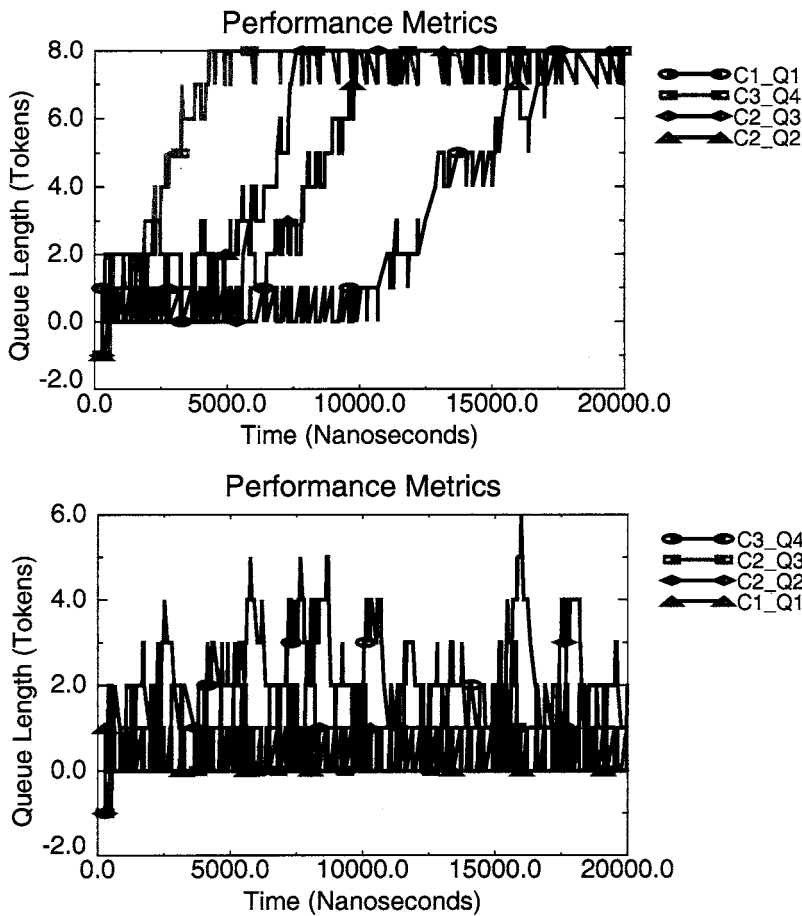 Performance Metrics
8.0
6.0
4.0
2.0
0.0
-2.0
Queue Length (Tokens)
0.0
5000.0
10000.0
15000.0
20000.0
Time (Nanoseconds)
C1_Q1
C3_Q4
C2_Q3
C2_Q2
Performance Metrics
6.0
4.0
2.0
0.0
-2.0
Queue Length (Tokens)
0.0
5000.0
10000.0
15000.0
20000.0
Time (Nanoseconds)
C3_Q4
C2_Q3
C2_Q2
C1_Q1